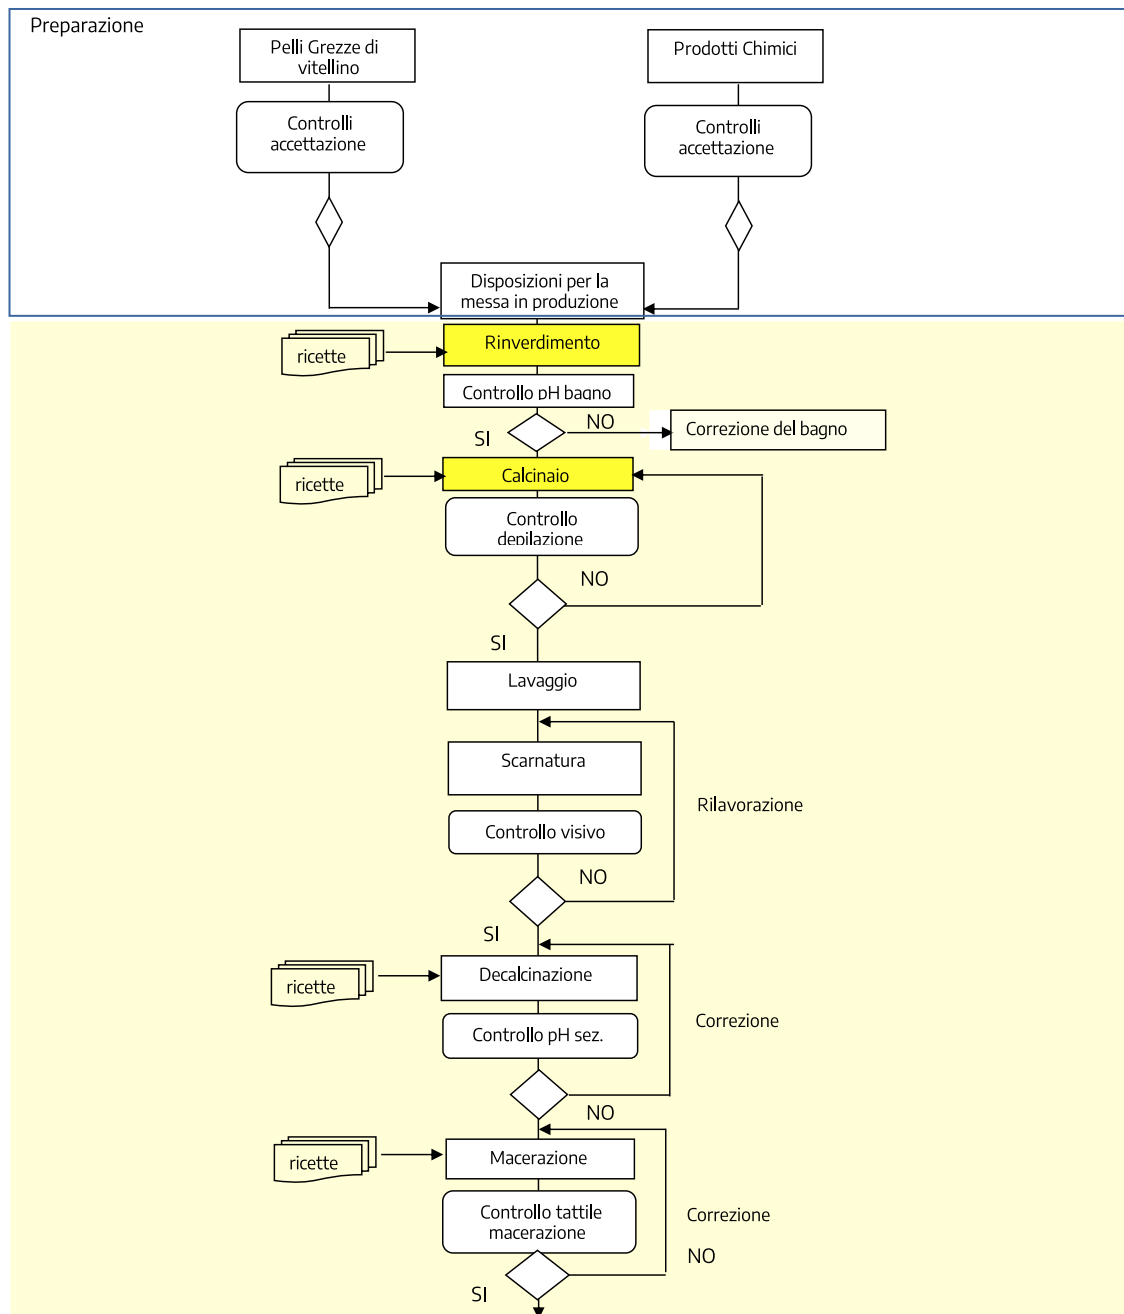 Preparazione
Pelli Grezze di
vitellino
Prodotti Chimici
Controlli
accettazione
Controlli
accettazione
Disposizioni per la
messa in produzione
ricette
Rinverdimento
Controllo pH bagno
SI
NO
Correzione del bagno
ricette
Calcinaio
Controllo
depilazione
NO
SI
Lavaggio
Scarnatura
Rilavorazione
Controllo visivo
NO
SI
ricette
Decalcinazione
Controllo pH sez.
Correzione
NO
ricette
Macerazione
Controllo tattile
macerazione
Correzione
NO
SI